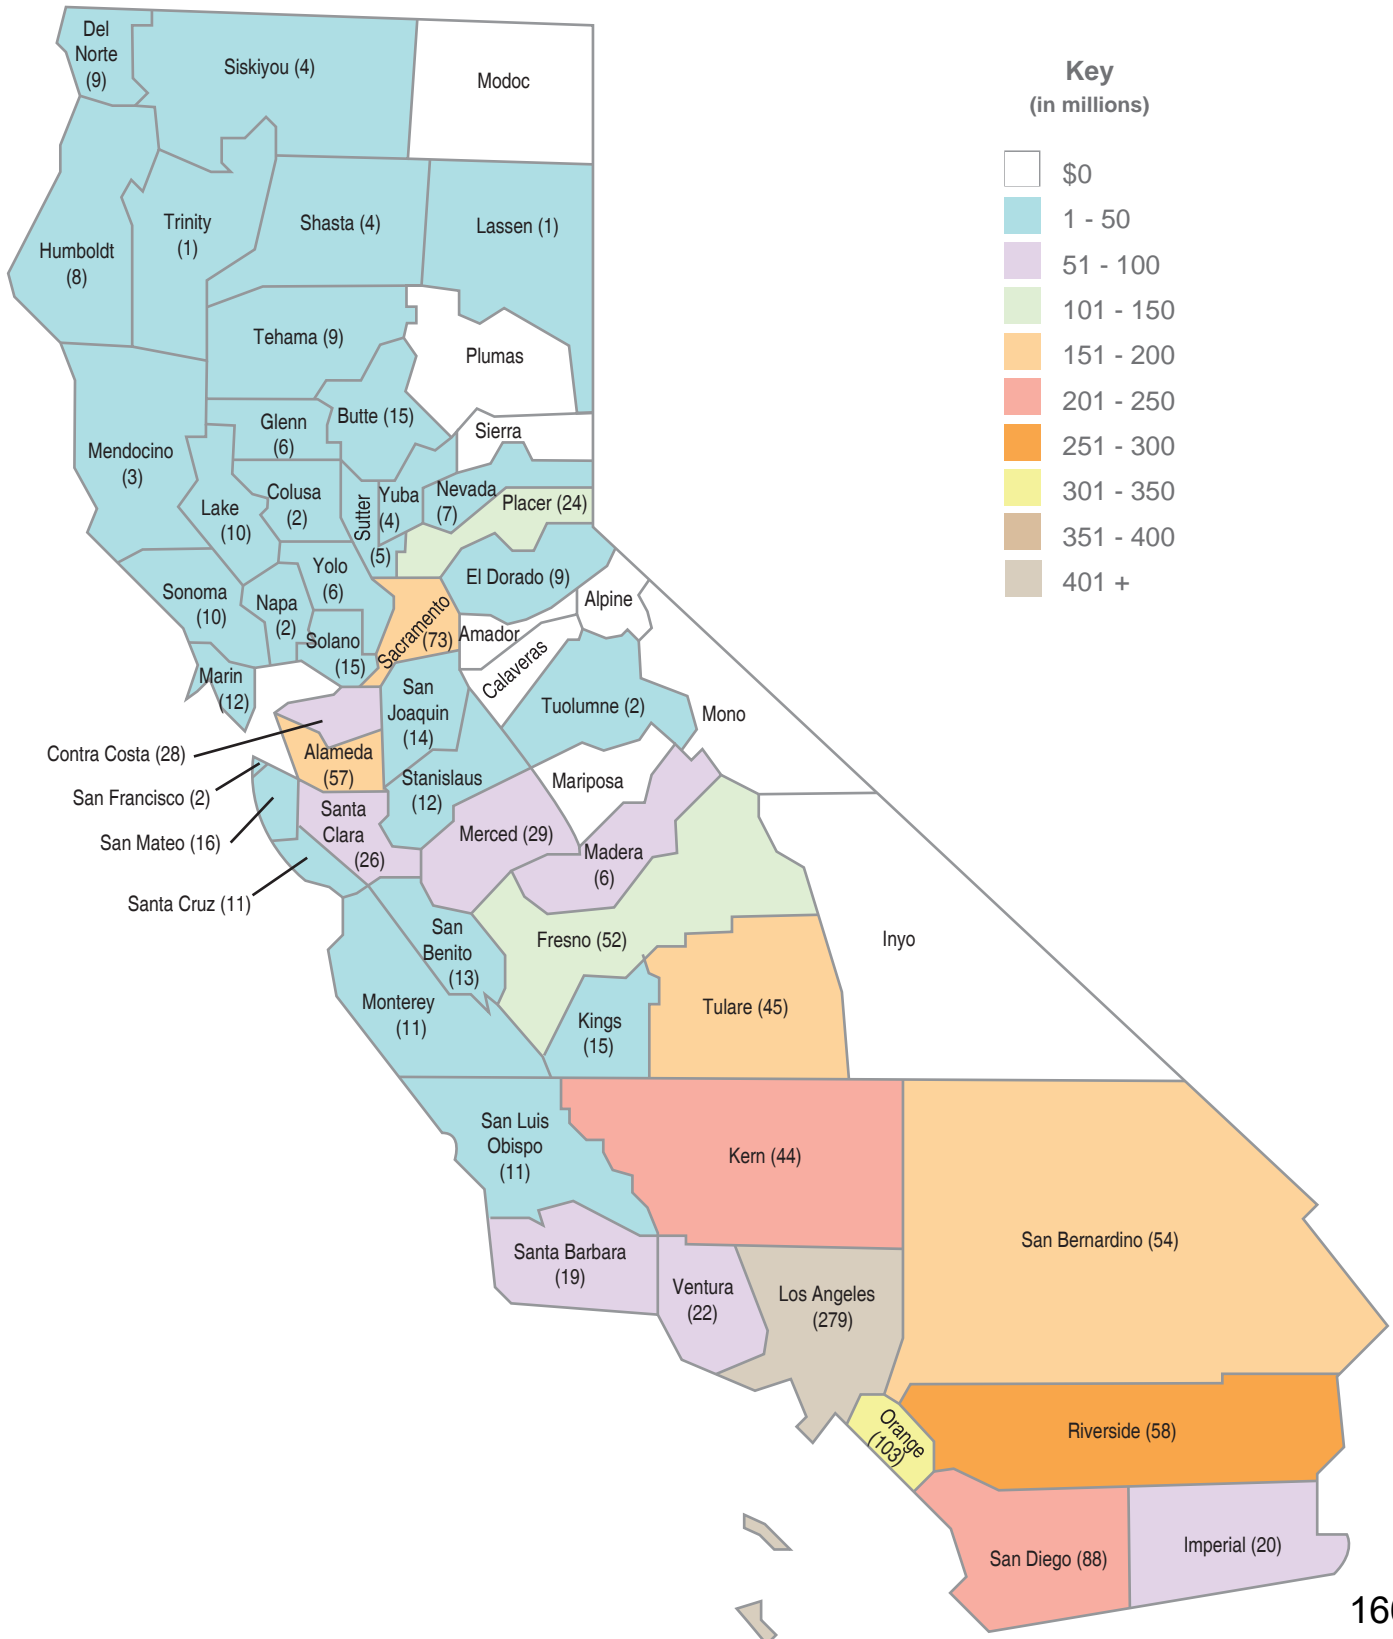 Del
Norte
(9)
Siskiyou (4)
Modoc
Key
(in millions)
$0
1 - 50
51 - 100
101 - 150
151 - 200
201 - 250
251 - 300
301 - 350
351 - 400
401 +
Humboldt
(8)
Trinity
(1)
Shasta (4)
Lassen (1)
Tehama (9)
Plumas
Mendocino
(3)
Glenn
(6)
Butte (15)
Sierra
Lake
(10)
Colusa
(2)
Sutter
(5)
Yuba
(4)
Nevada
(7)
Placer (24)
Sonoma
(10)
Napa
(2)
Yolo
(6)
El Dorado (9)
Alpine
Solano
(15)
Sacramento
(73)
Amador
Calaveras
Marin
(12)
San
Joaquin
(14)
Tuolumne (2)
Mono
Contra Costa (28)
Alameda
(57)
Stanislaus
(12)
Mariposa
San Francisco (2)
San Mateo (16)
Santa
Clara
(26)
Merced (29)
Madera
(6)
Santa Cruz (11)
San
Benito
(13)
Fresno (52)
Inyo
Monterey
(11)
Kings
(15)
Tulare (45)
San Luis
Obispo
(11)
Kern (44)
San Bernardino (54)
Santa Barbara
(19)
Ventura
(22)
Los Angeles
(279)
Orange
(103)
Riverside (58)
San Diego (88)
Imperial (20)